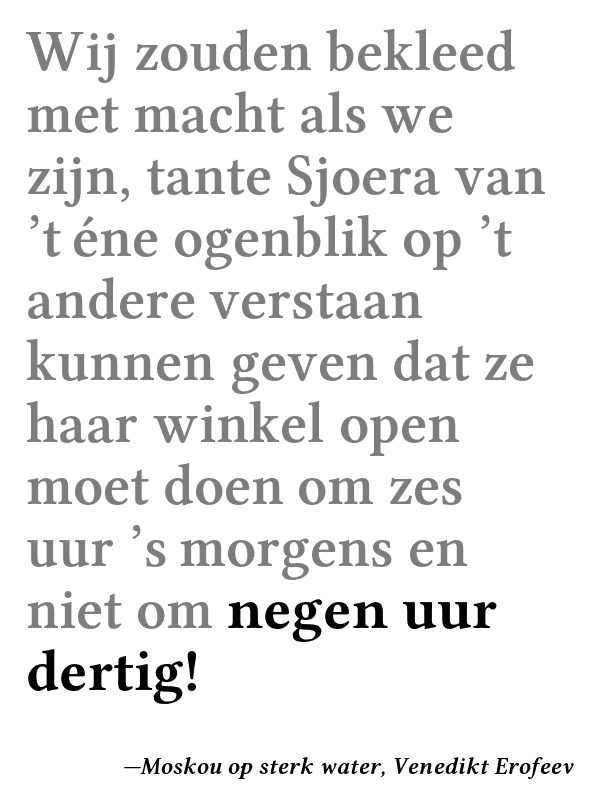 Wij zouden bekleed
met macht als we
zijn, tante Sjoera van
’t éne ogenblik op ’t
andere verstaan
kunnen geven dat ze
haar winkel open
moet doen om zes
uur ’s morgens en
niet om negen uur
dertig!
—Moskou op sterk water, Venedikt Erofeev